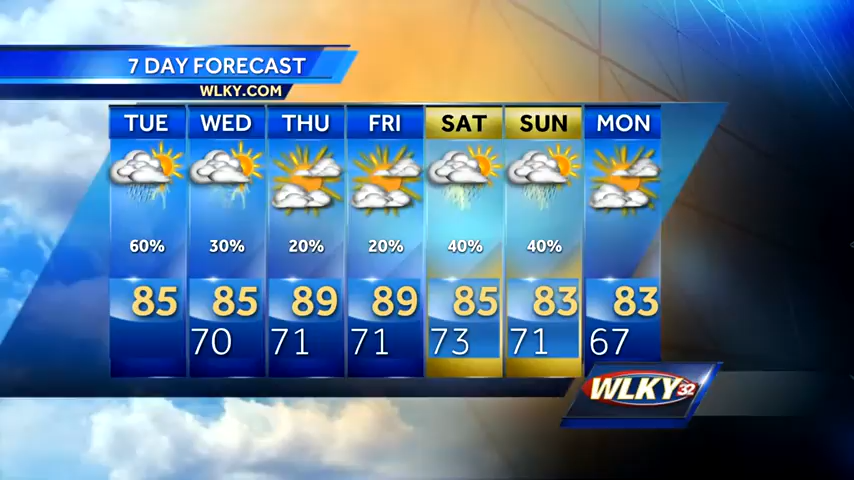 7 DAY FORECAST
WLKY.COM
TUE WED THU FRI SAT SUN MON
60% 30% 20% 20% 40% 40%
85 85 89 89 85 83 83
70 71 71 73 71 67
WLKY 32